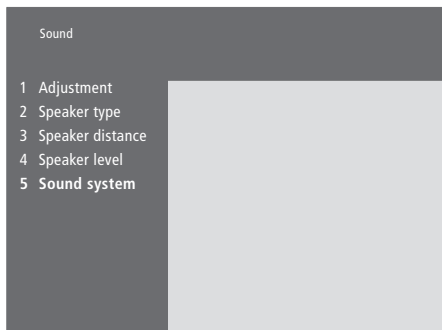 Sound
1 Adjustment
2 Speaker type
3 Speaker distance
4 Speaker level
5 Sound system